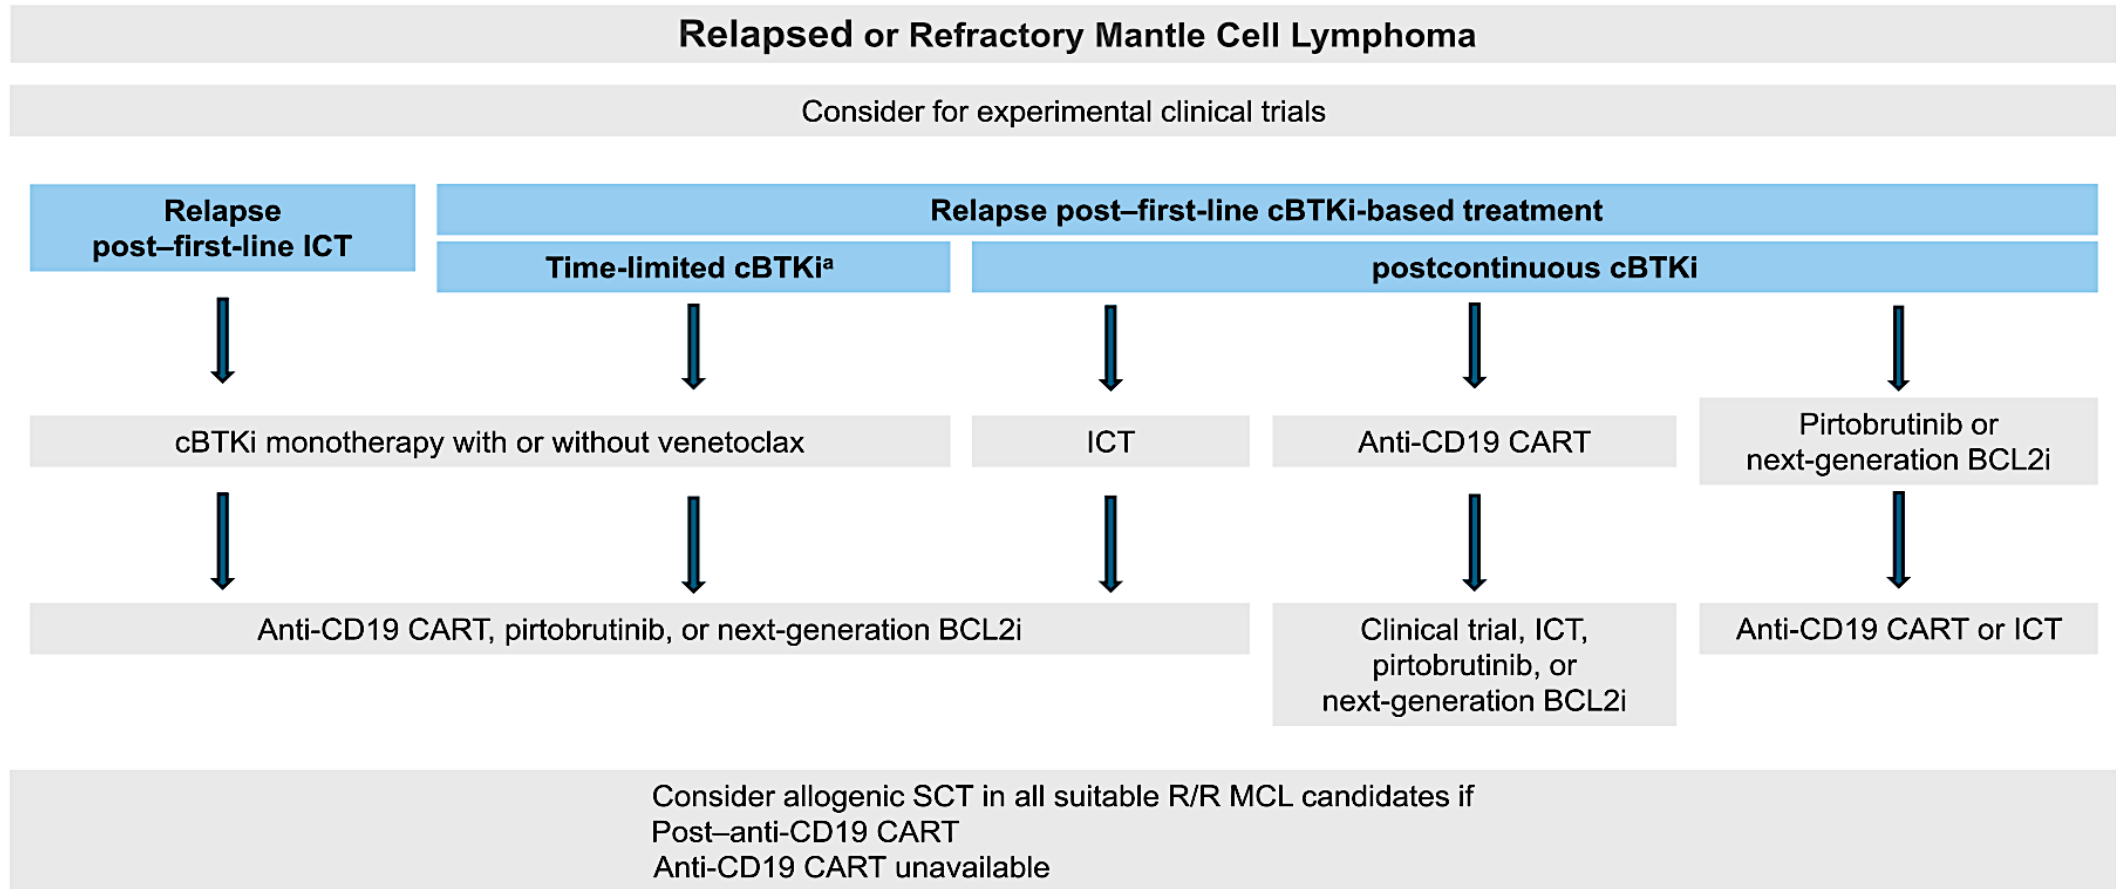 Relapsed or Refractory Mantle Cell Lymphoma
Consider for experimental clinical trials
Relapse
post–first-line ICT
Relapse post–first-line cBTKi-based treatment
Time-limited cBTKiᵃ
postcontinuous cBTKi
cBTKi monotherapy with or without venetoclax
ICT
Anti-CD19 CART
Pirtobrutinib or
next-generation BCL2i
Anti-CD19 CART, pirtobrutinib, or next-generation BCL2i
Clinical trial, ICT,
pirtobrutinib, or
next-generation BCL2i
Anti-CD19 CART or ICT
Consider allogenic SCT in all suitable R/R MCL candidates if
Post–anti-CD19 CART
Anti-CD19 CART unavailable